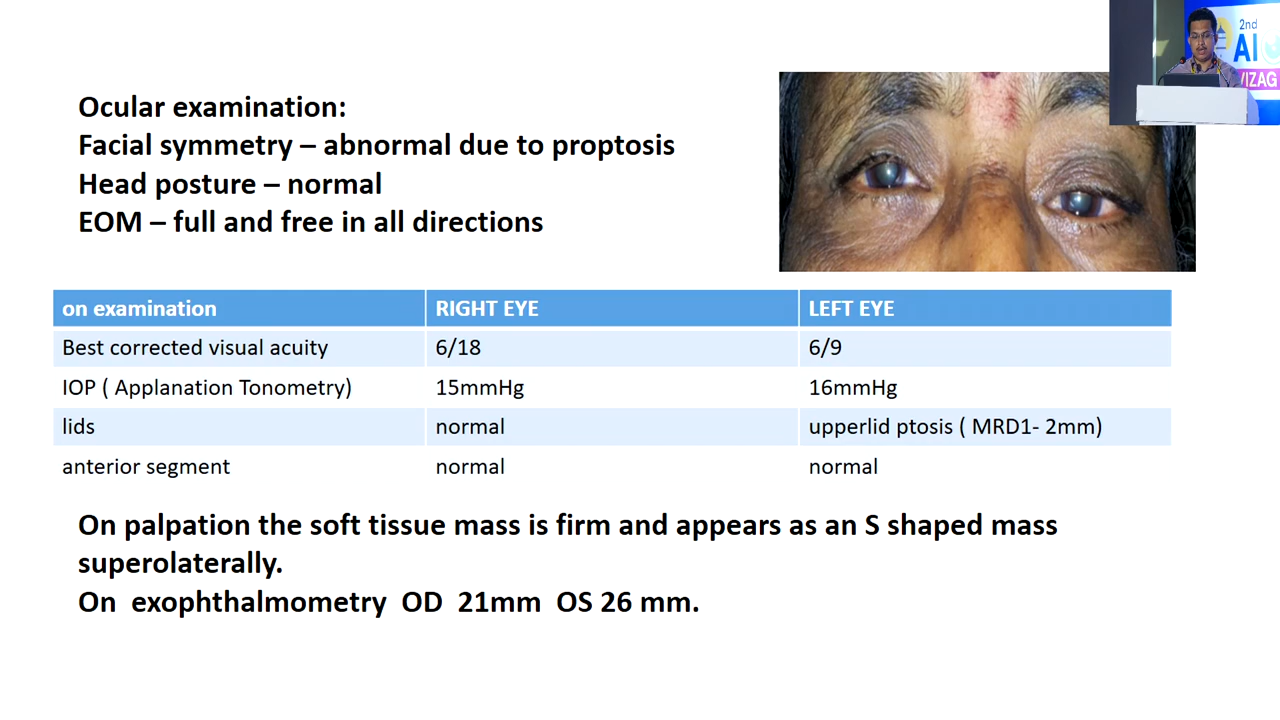 2nd
AI
VIZAG
Ocular examination:
Facial symmetry – abnormal due to proptosis
Head posture – normal
EOM – full and free in all directions
on examination RIGHT EYE LEFT EYE
Best corrected visual acuity 6/18 6/9
IOP ( Applanation Tonometry) 15mmHg 16mmHg
lids normal upperlid ptosis ( MRD1- 2mm)
anterior segment normal normal
On palpation the soft tissue mass is firm and appears as an S shaped mass
superolaterally.
On exophthalmometry OD 21mm OS 26 mm.